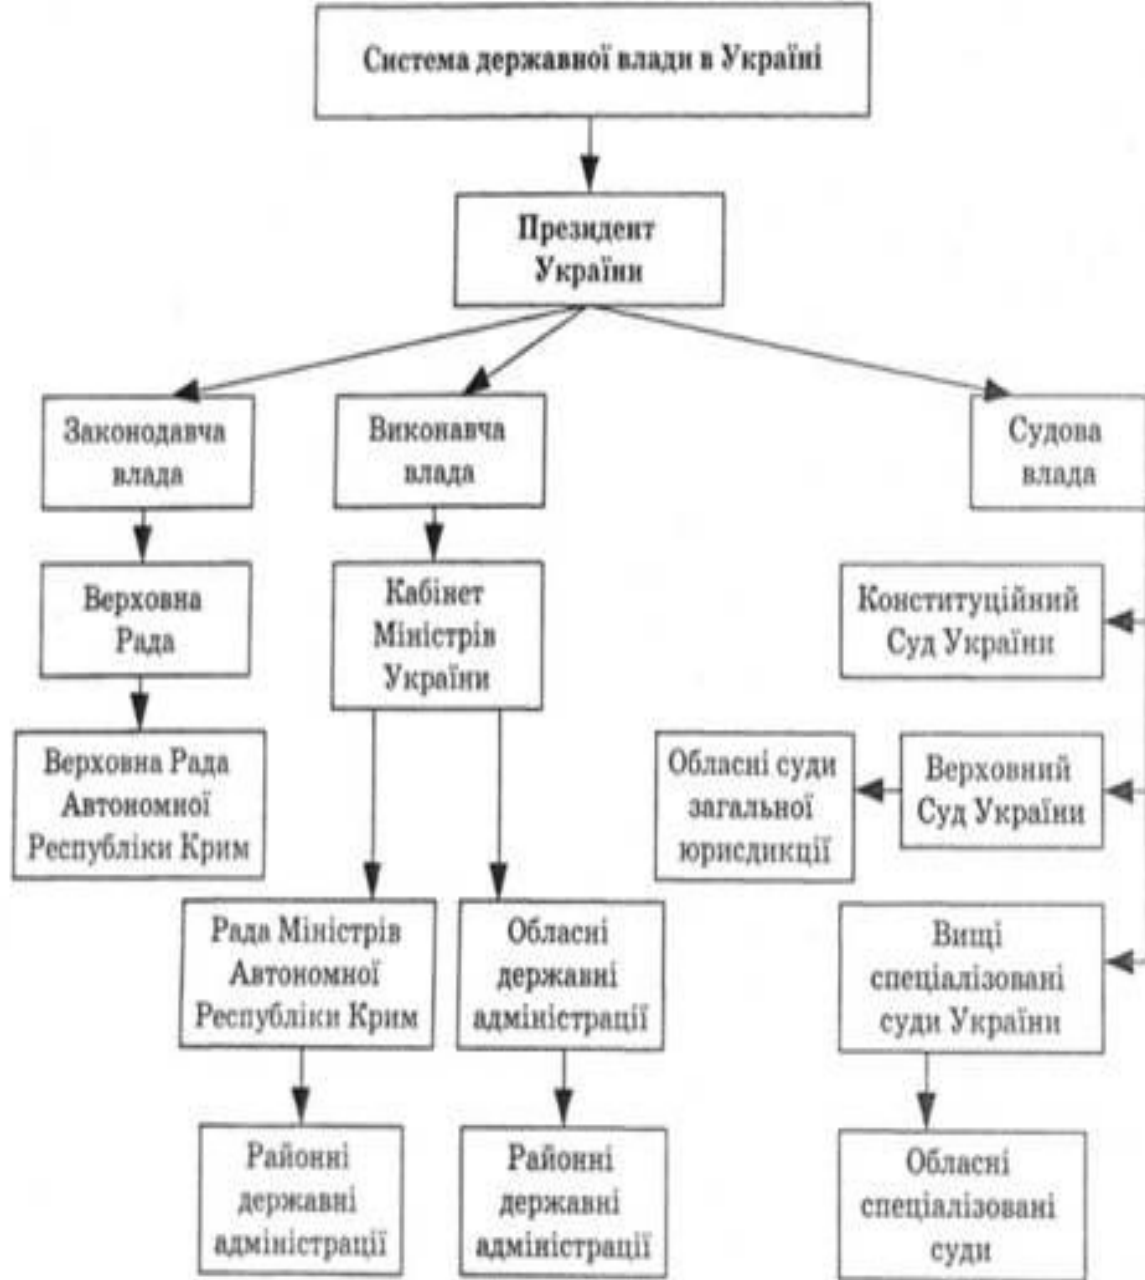 Система державної влади в Україні
Президент
України
Законодавча
влада
Виконавча
влада
Судова
влада
Верховна
Рада
Кабінет
Міністрів
України
Конституційний
Суд України
Верховна Рада
Автономної
Республіки Крим
Обласні суди
загальної
юрисдикції
Верховний
Суд України
Рада Міністрів
Автономної
Республіки Крим
Обласні
державні
адміністрації
Вищі
спеціалізовані
суди України
Районні
державні
адміністрації
Районні
державні
адміністрації
Обласні
спеціалізовані
суди